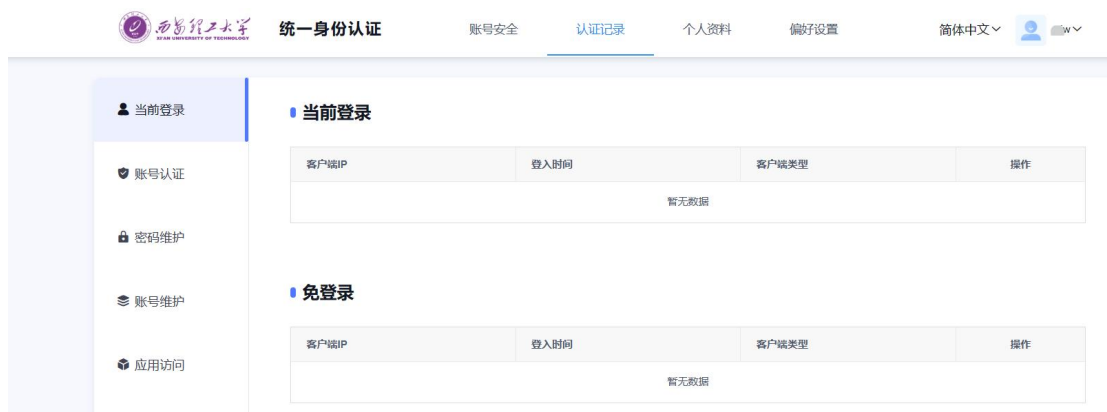 西安理工大学
XI'AN UNIVERSITY OF TECHNOLOGY
统一身份认证
账号安全
认证记录
个人资料
偏好设置
简体中文
w
当前登录
账号认证
密码维护
账号维护
应用访问
当前登录
客户端IP 登入时间 客户端类型 操作
暂无数据
免登录
客户端IP 登入时间 客户端类型 操作
暂无数据